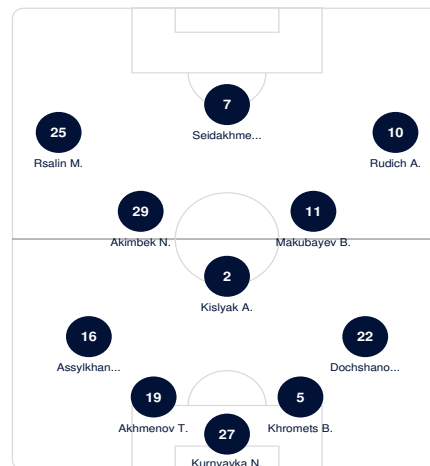 7
Seidakhme...
25
Rsalin M.
10
Rudich A.
29
Akimbek N.
11
Makubayev B.
2
Kislyak A.
16
Assylkhan...
22
Dochshano...
19
Akhmenov T.
5
Khromets B.
27
Kurnyavka N.